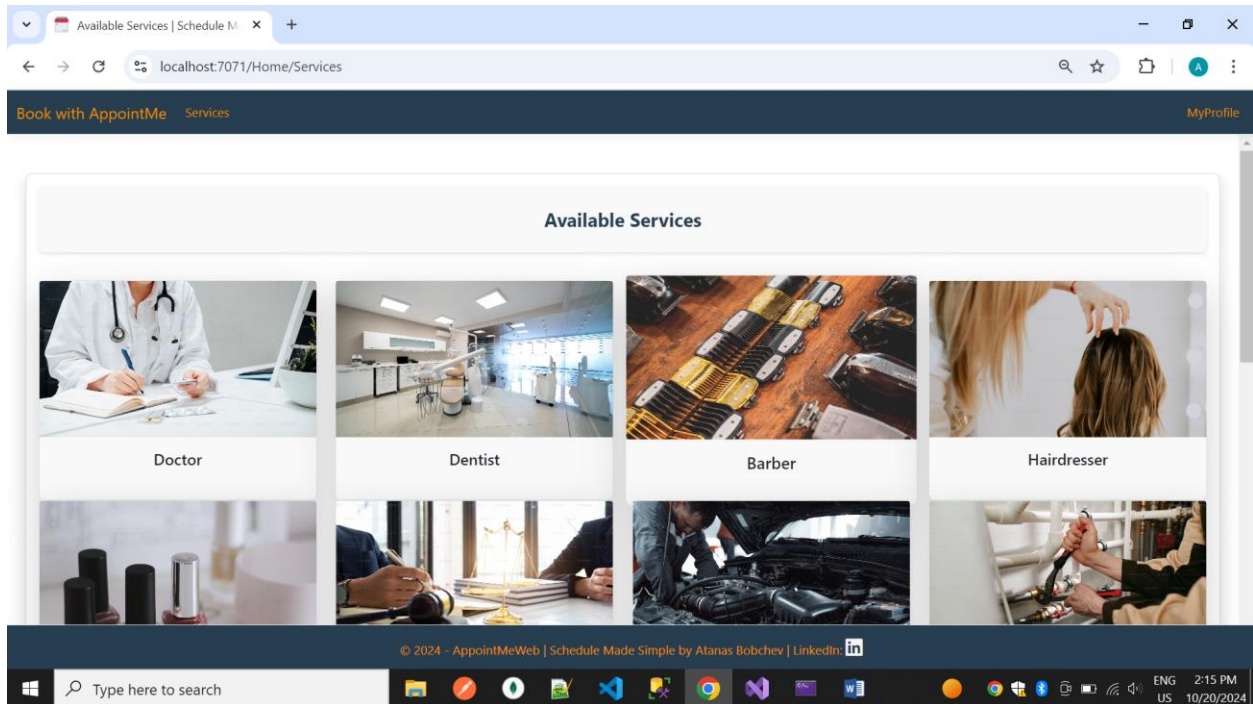 Available Services | Schedule M
localhost:7071/Home/Services
A
Book with AppointMe
Services
MyProfile
Available Services
Doctor
Dentist
Barber
Hairdresser
© 2024 - AppointMeWeb | Schedule Made Simple by Atanas Bobchev | LinkedIn: in
Type here to search
ENG
US
2:15 PM
10/20/2024